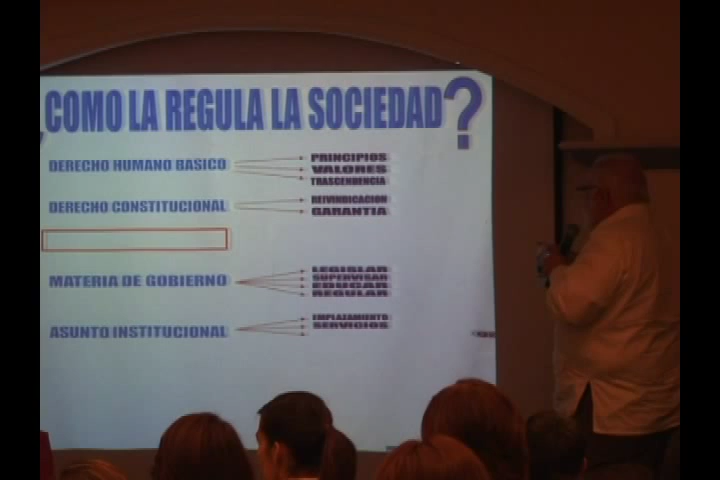 ¿COMO LA REGULA LA SOCIEDAD?
DERECHO HUMANO BASICO
PRINCIPIOS
VALORES
TRASCENDENCIA
DERECHO CONSTITUCIONAL
REIVINDICACION
GARANTIA
MATERIA DE GOBIERNO
LEGISLAR
SUPERVISAR
EDUCAR
REGULAR
ASUNTO INSTITUCIONAL
EMPLAZAMIENTO
SERVICIOS